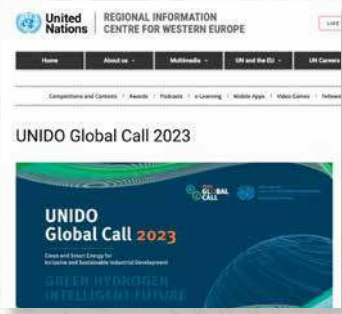 United Nations
REGIONAL INFORMATION
CENTRE FOR WESTERN EUROPE
LIVE
Home
About us
Multimedia
UN and the EU
UN Careers
Competitions and Contests | Awards | Podcasts | e-Learning | Mobile Apps | Video Games | Fellows
UNIDO Global Call 2023
GLOBAL
CALL
UNIDO
Global Call 2023
Clean and Smart Energy for
Inclusive and Sustainable Industrial Development
GREEN HYDROGEN
INTELLIGENT FUTURE